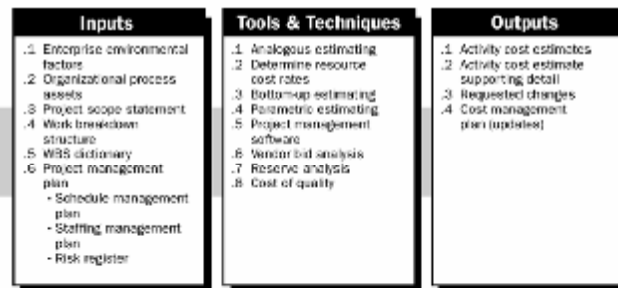 Inputs
.1 Enterprise environmental
factors
.2 Organizational process
assets
.3 Project scope statement
.4 Work breakdown
structure
.5 WBS dictionary
.6 Project management
plan
- Schedule management
plan
- Staffing management
plan
- Risk register
Tools & Techniques
.1 Analogous estimating
.2 Determine resource
cost rates
.3 Bottom-up estimating
.4 Parametric estimating
.5 Project management
software
.6 Vendor bid analysis
.7 Reserve analysis
.8 Cost of quality
Outputs
.1 Activity cost estimates
.2 Activity cost estimate
supporting detail
.3 Requested changes
.4 Cost management
plan (updates)